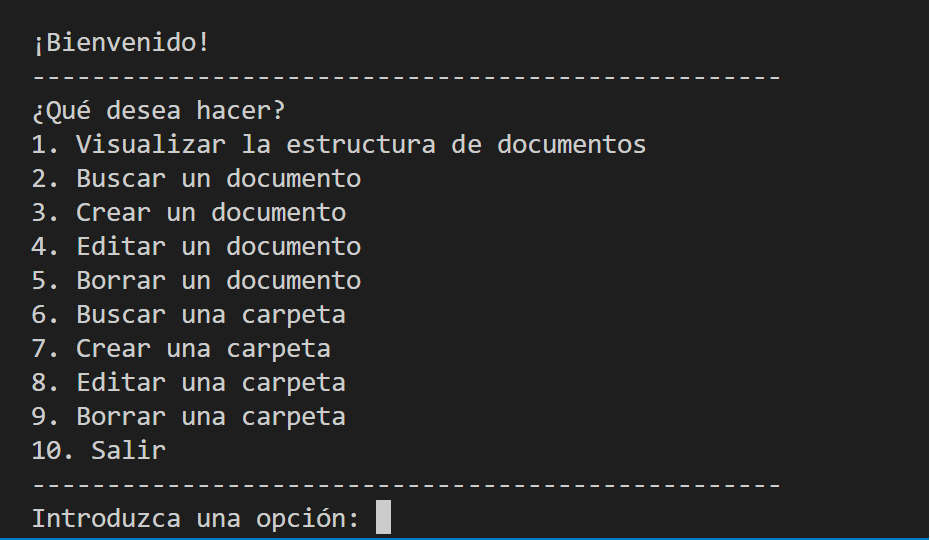 ¡Bienvenido!
--------------------------------------------------
¿Qué desea hacer?
1. Visualizar la estructura de documentos
2. Buscar un documento
3. Crear un documento
4. Editar un documento
5. Borrar un documento
6. Buscar una carpeta
7. Crear una carpeta
8. Editar una carpeta
9. Borrar una carpeta
10. Salir
--------------------------------------------------
Introduzca una opción: